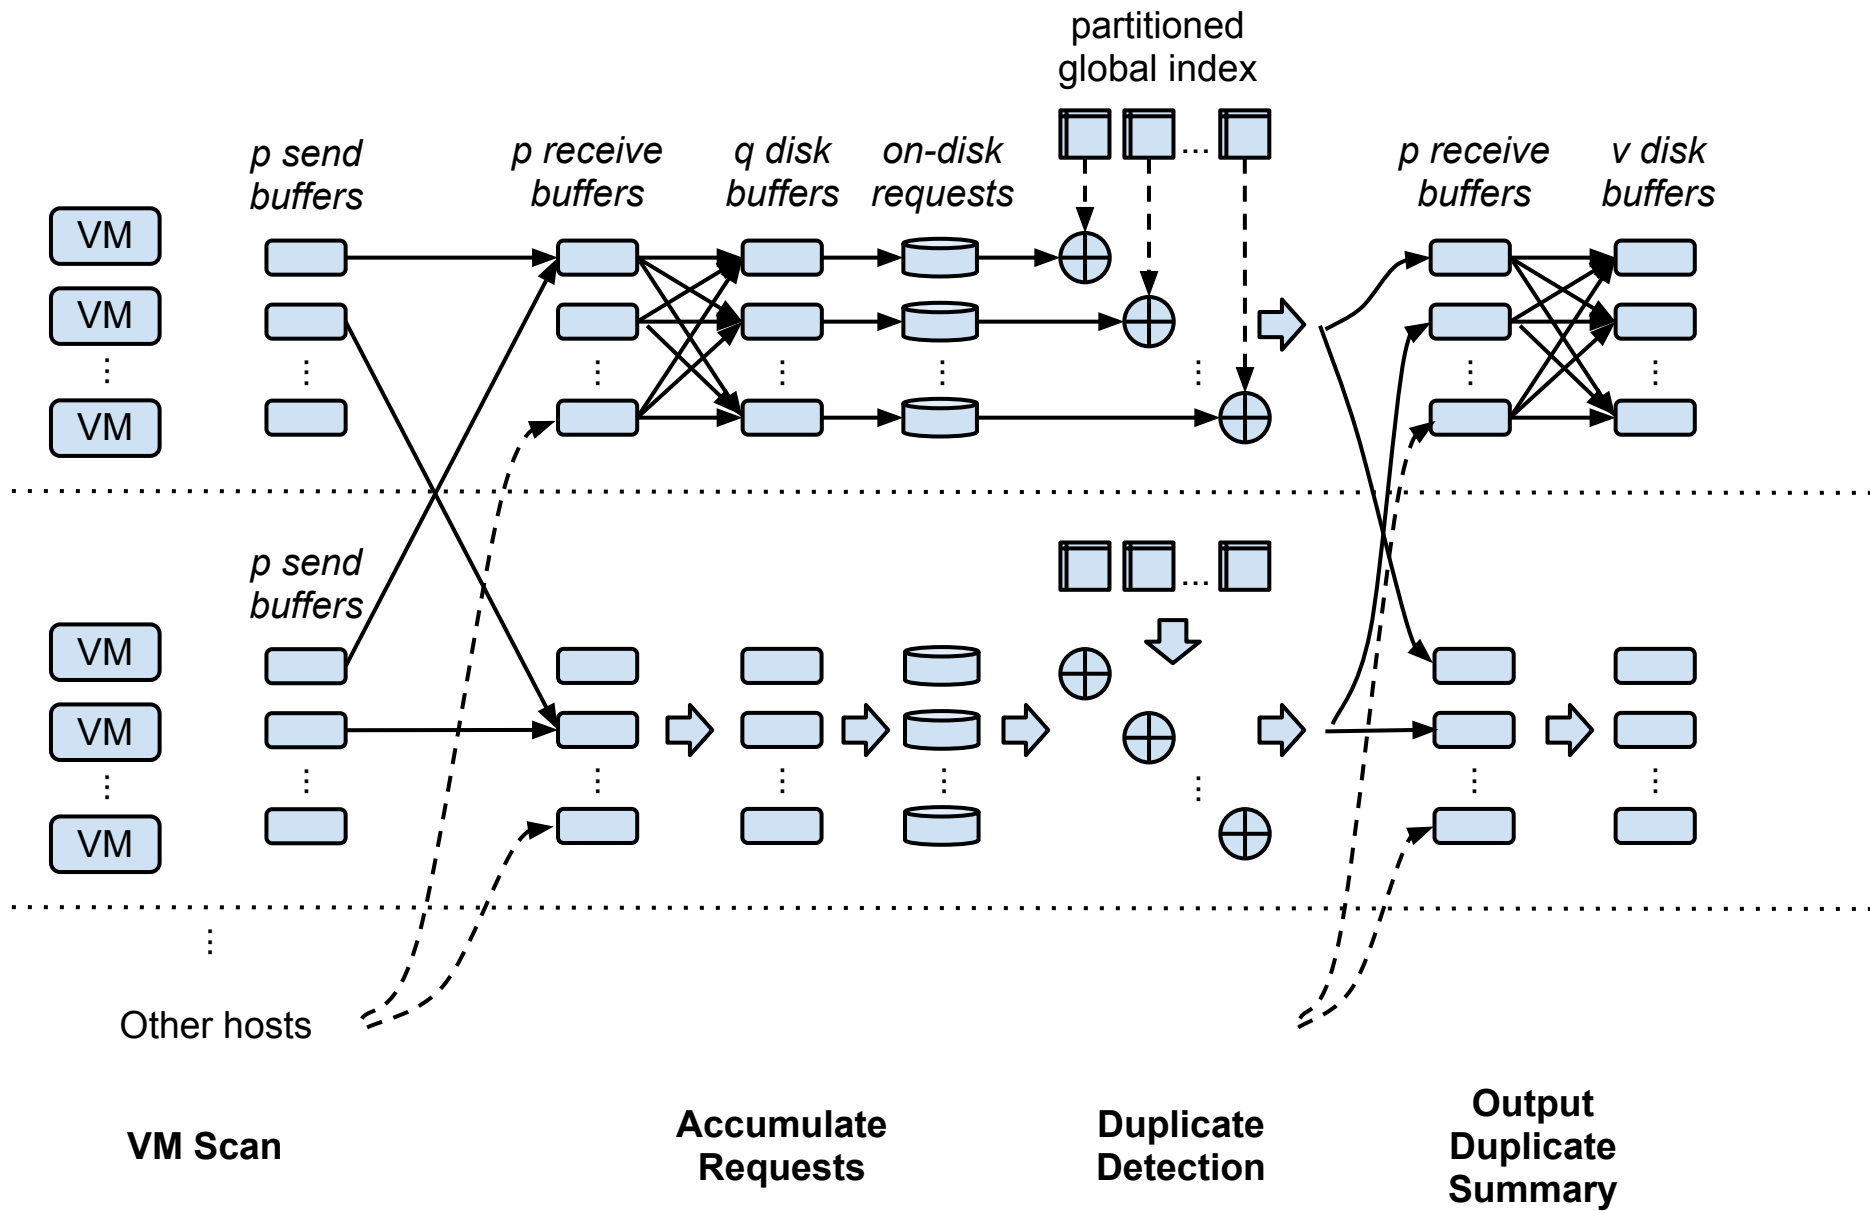 partitioned
global index
p send
buffers
p receive
buffers
q disk
buffers
on-disk
requests
...
p receive
buffers
v disk
buffers
VM
VM
...
VM
p send
buffers
...
VM
VM
...
VM
...
Other hosts
VM Scan
Accumulate
Requests
Duplicate
Detection
Output
Duplicate
Summary